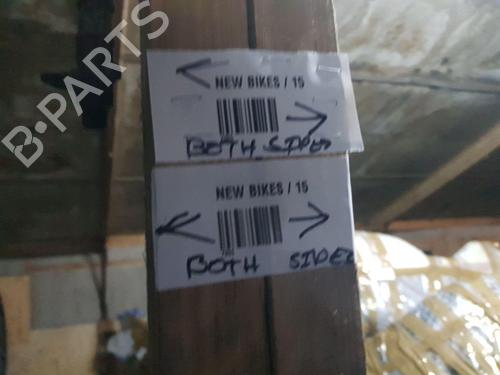 B-PARTS
NEW BIKES / 15
BOTH SIDES
NEW BIKES / 15
BOTH SIDES